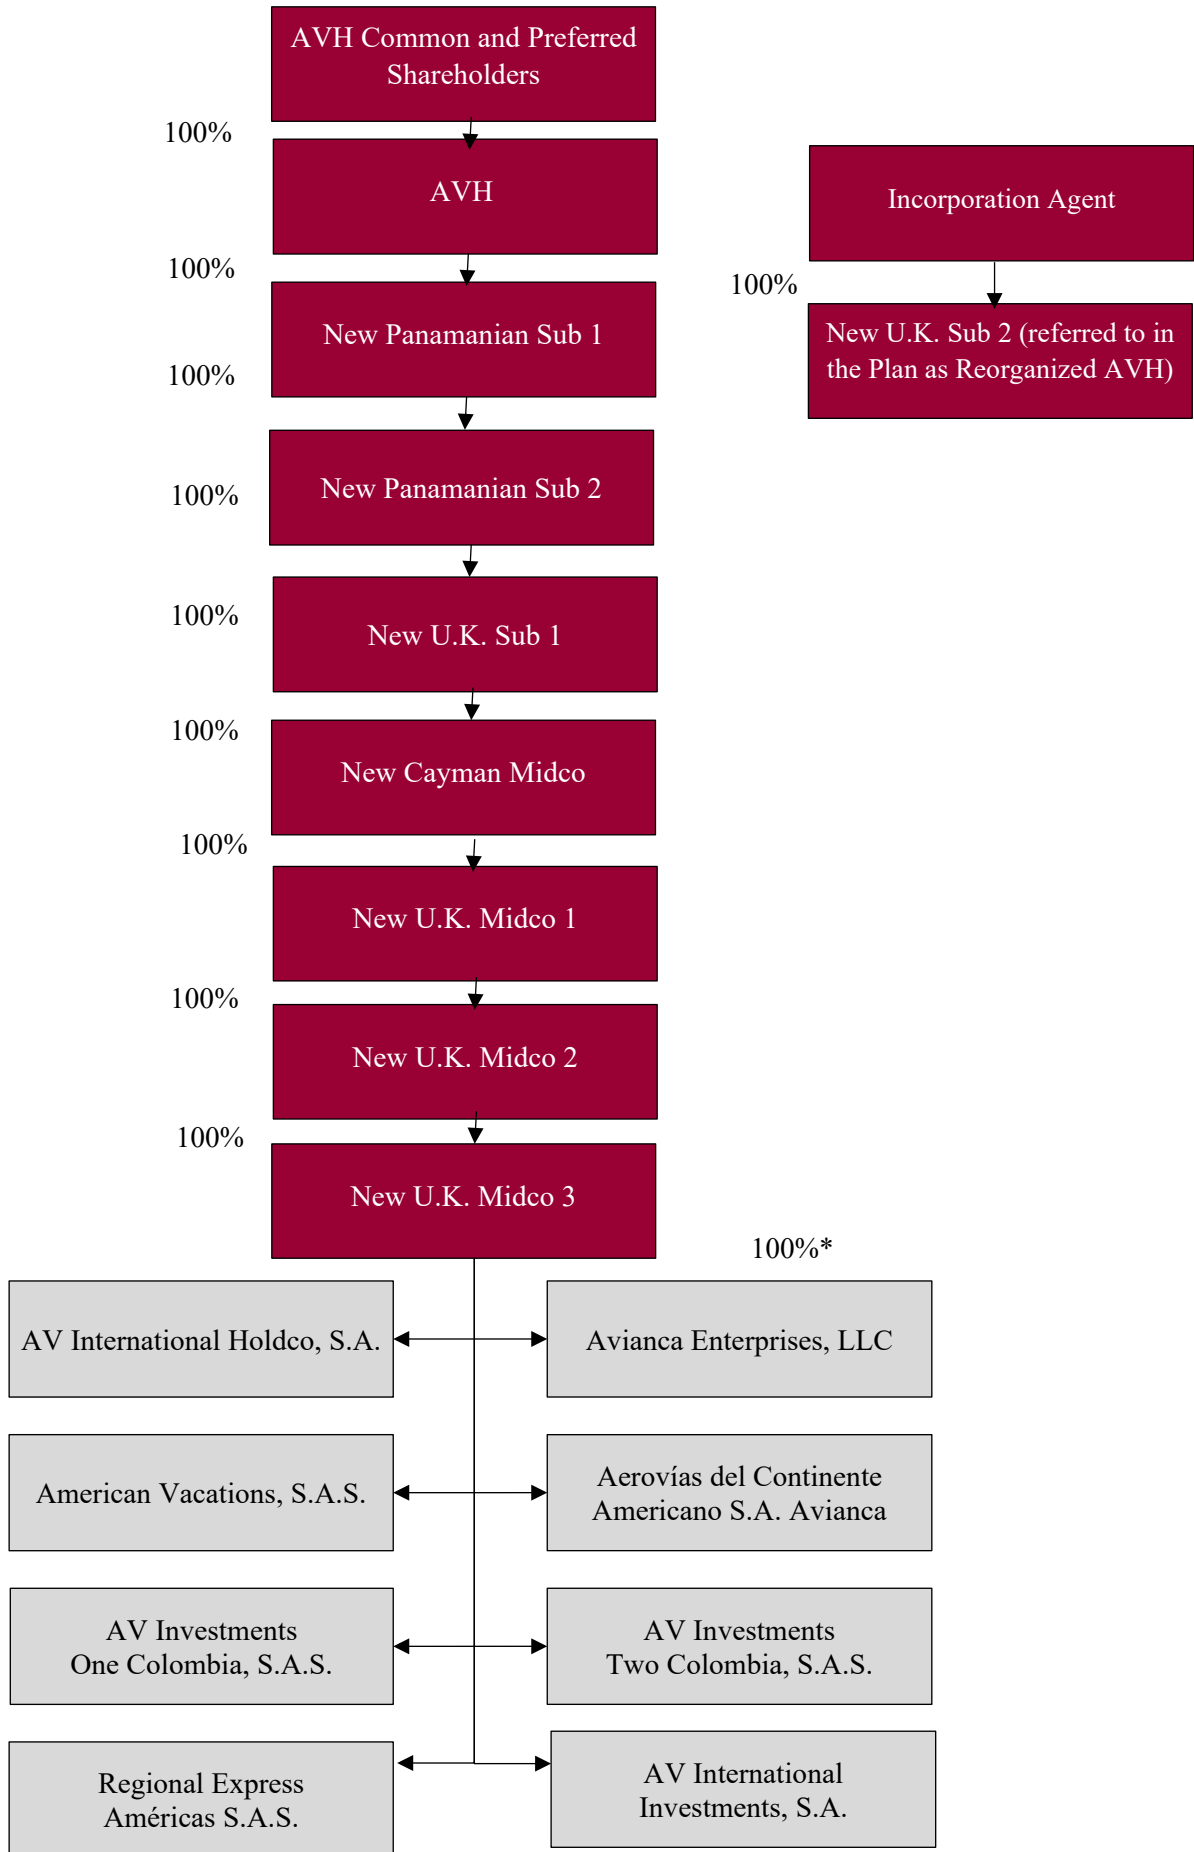 AVH Common and Preferred
Shareholders
100%
AVH
Incorporation Agent
100%
100%
New Panamanian Sub 1
New U.K. Sub 2 (referred to in
the Plan as Reorganized AVH)
100%
New Panamanian Sub 2
100%
100%
New U.K. Sub 1
100%
New Cayman Midco
100%
New U.K. Midco 1
100%
New U.K. Midco 2
100%
New U.K. Midco 3
100%*
AV International Holdco, S.A.
Avianca Enterprises, LLC
American Vacations, S.A.S.
Aerovías del Continente
Americano S.A. Avianca
AV Investments
One Colombia, S.A.S.
AV Investments
Two Colombia, S.A.S.
Regional Express
Américas S.A.S.
AV International
Investments, S.A.